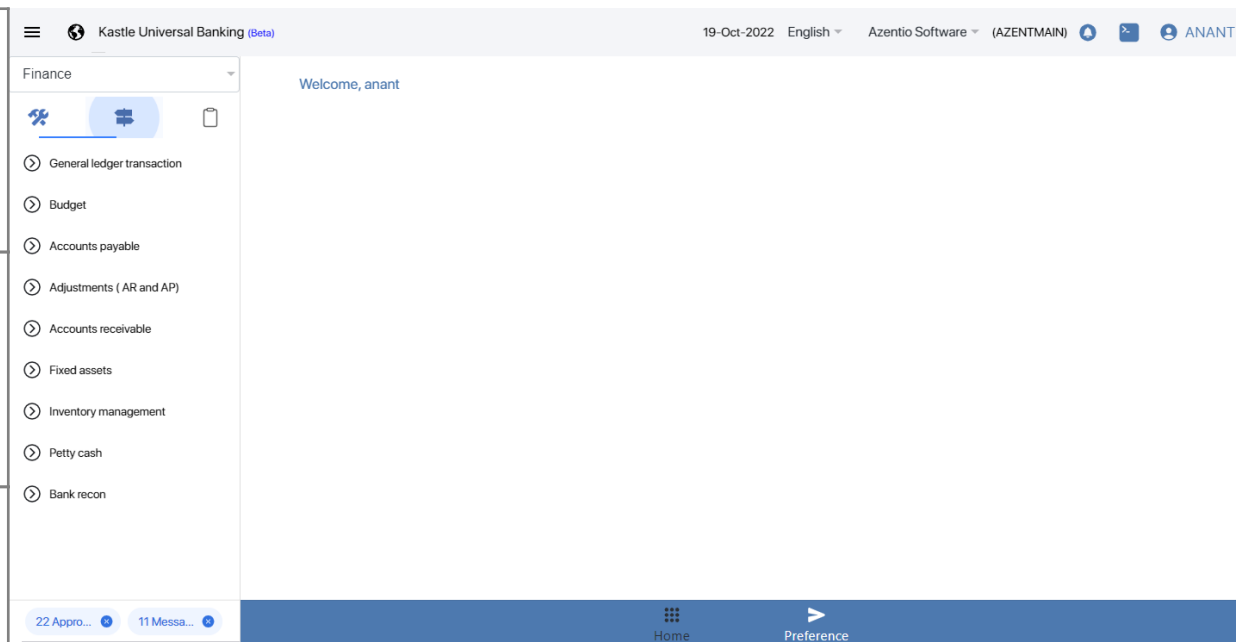 Kastle Universal Banking (Beta) 19-Oct-2022 English Azentio Software (AZENTMAIN) ANANT
Finance
Welcome, anant
General ledger transaction
Budget
Accounts payable
Adjustments ( AR and AP)
Accounts receivable
Fixed assets
Inventory management
Petty cash
Bank recon
22 Appro... 11 Messa...
Home Preference